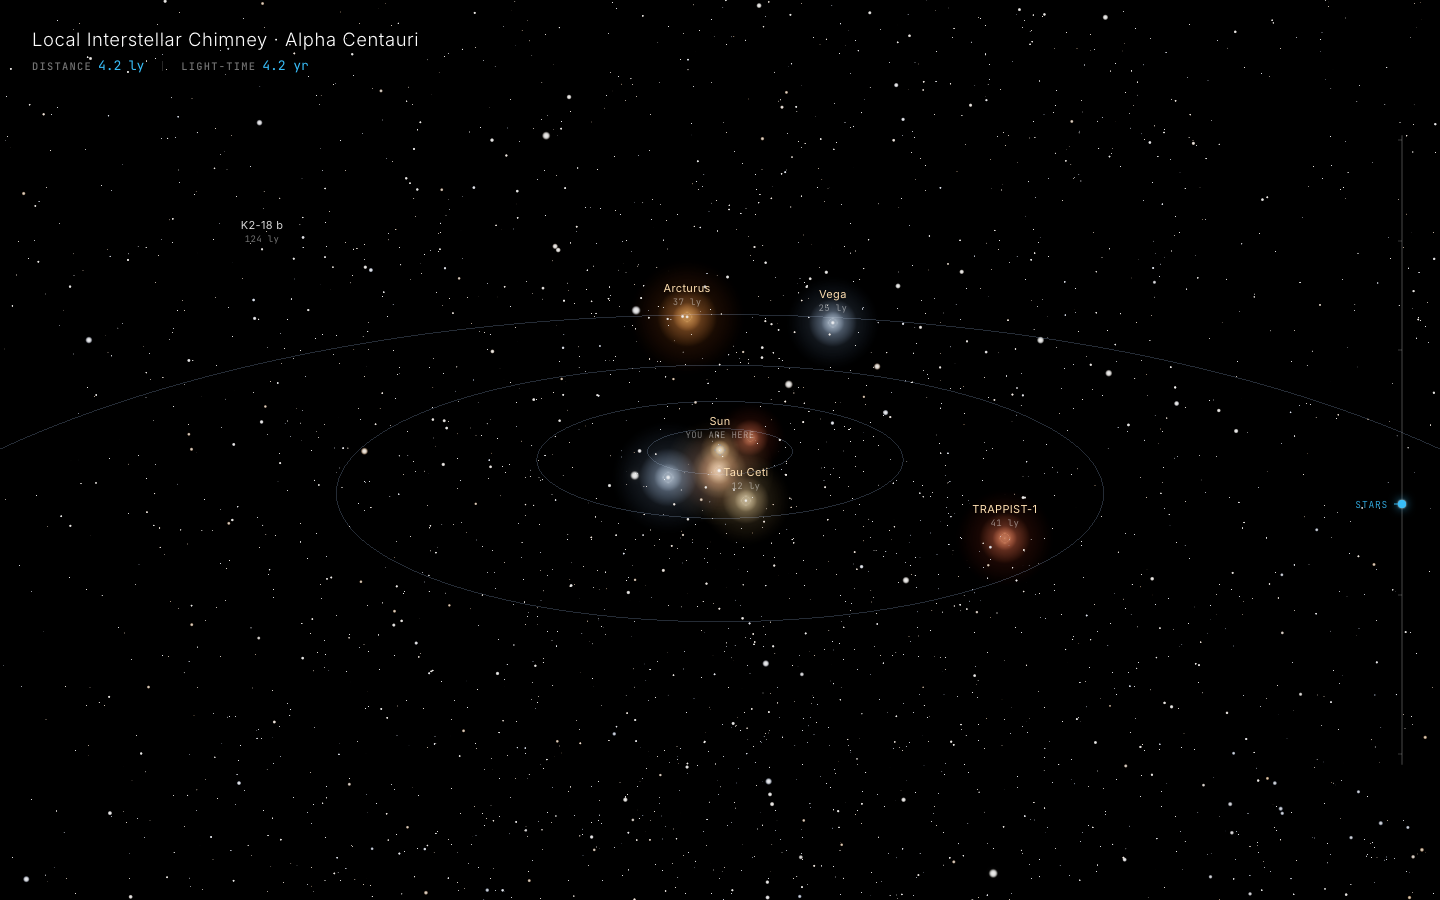 Local Interstellar Chimney · Alpha Centauri
DISTANCE 4.2 ly LIGHT-TIME 4.2 yr
K2-18 b
124 ly
Arcturus
37 ly
Vega
25 ly
Sun
YOU ARE HERE
Tau Ceti
12 ly
TRAPPIST-1
41 ly
STARS